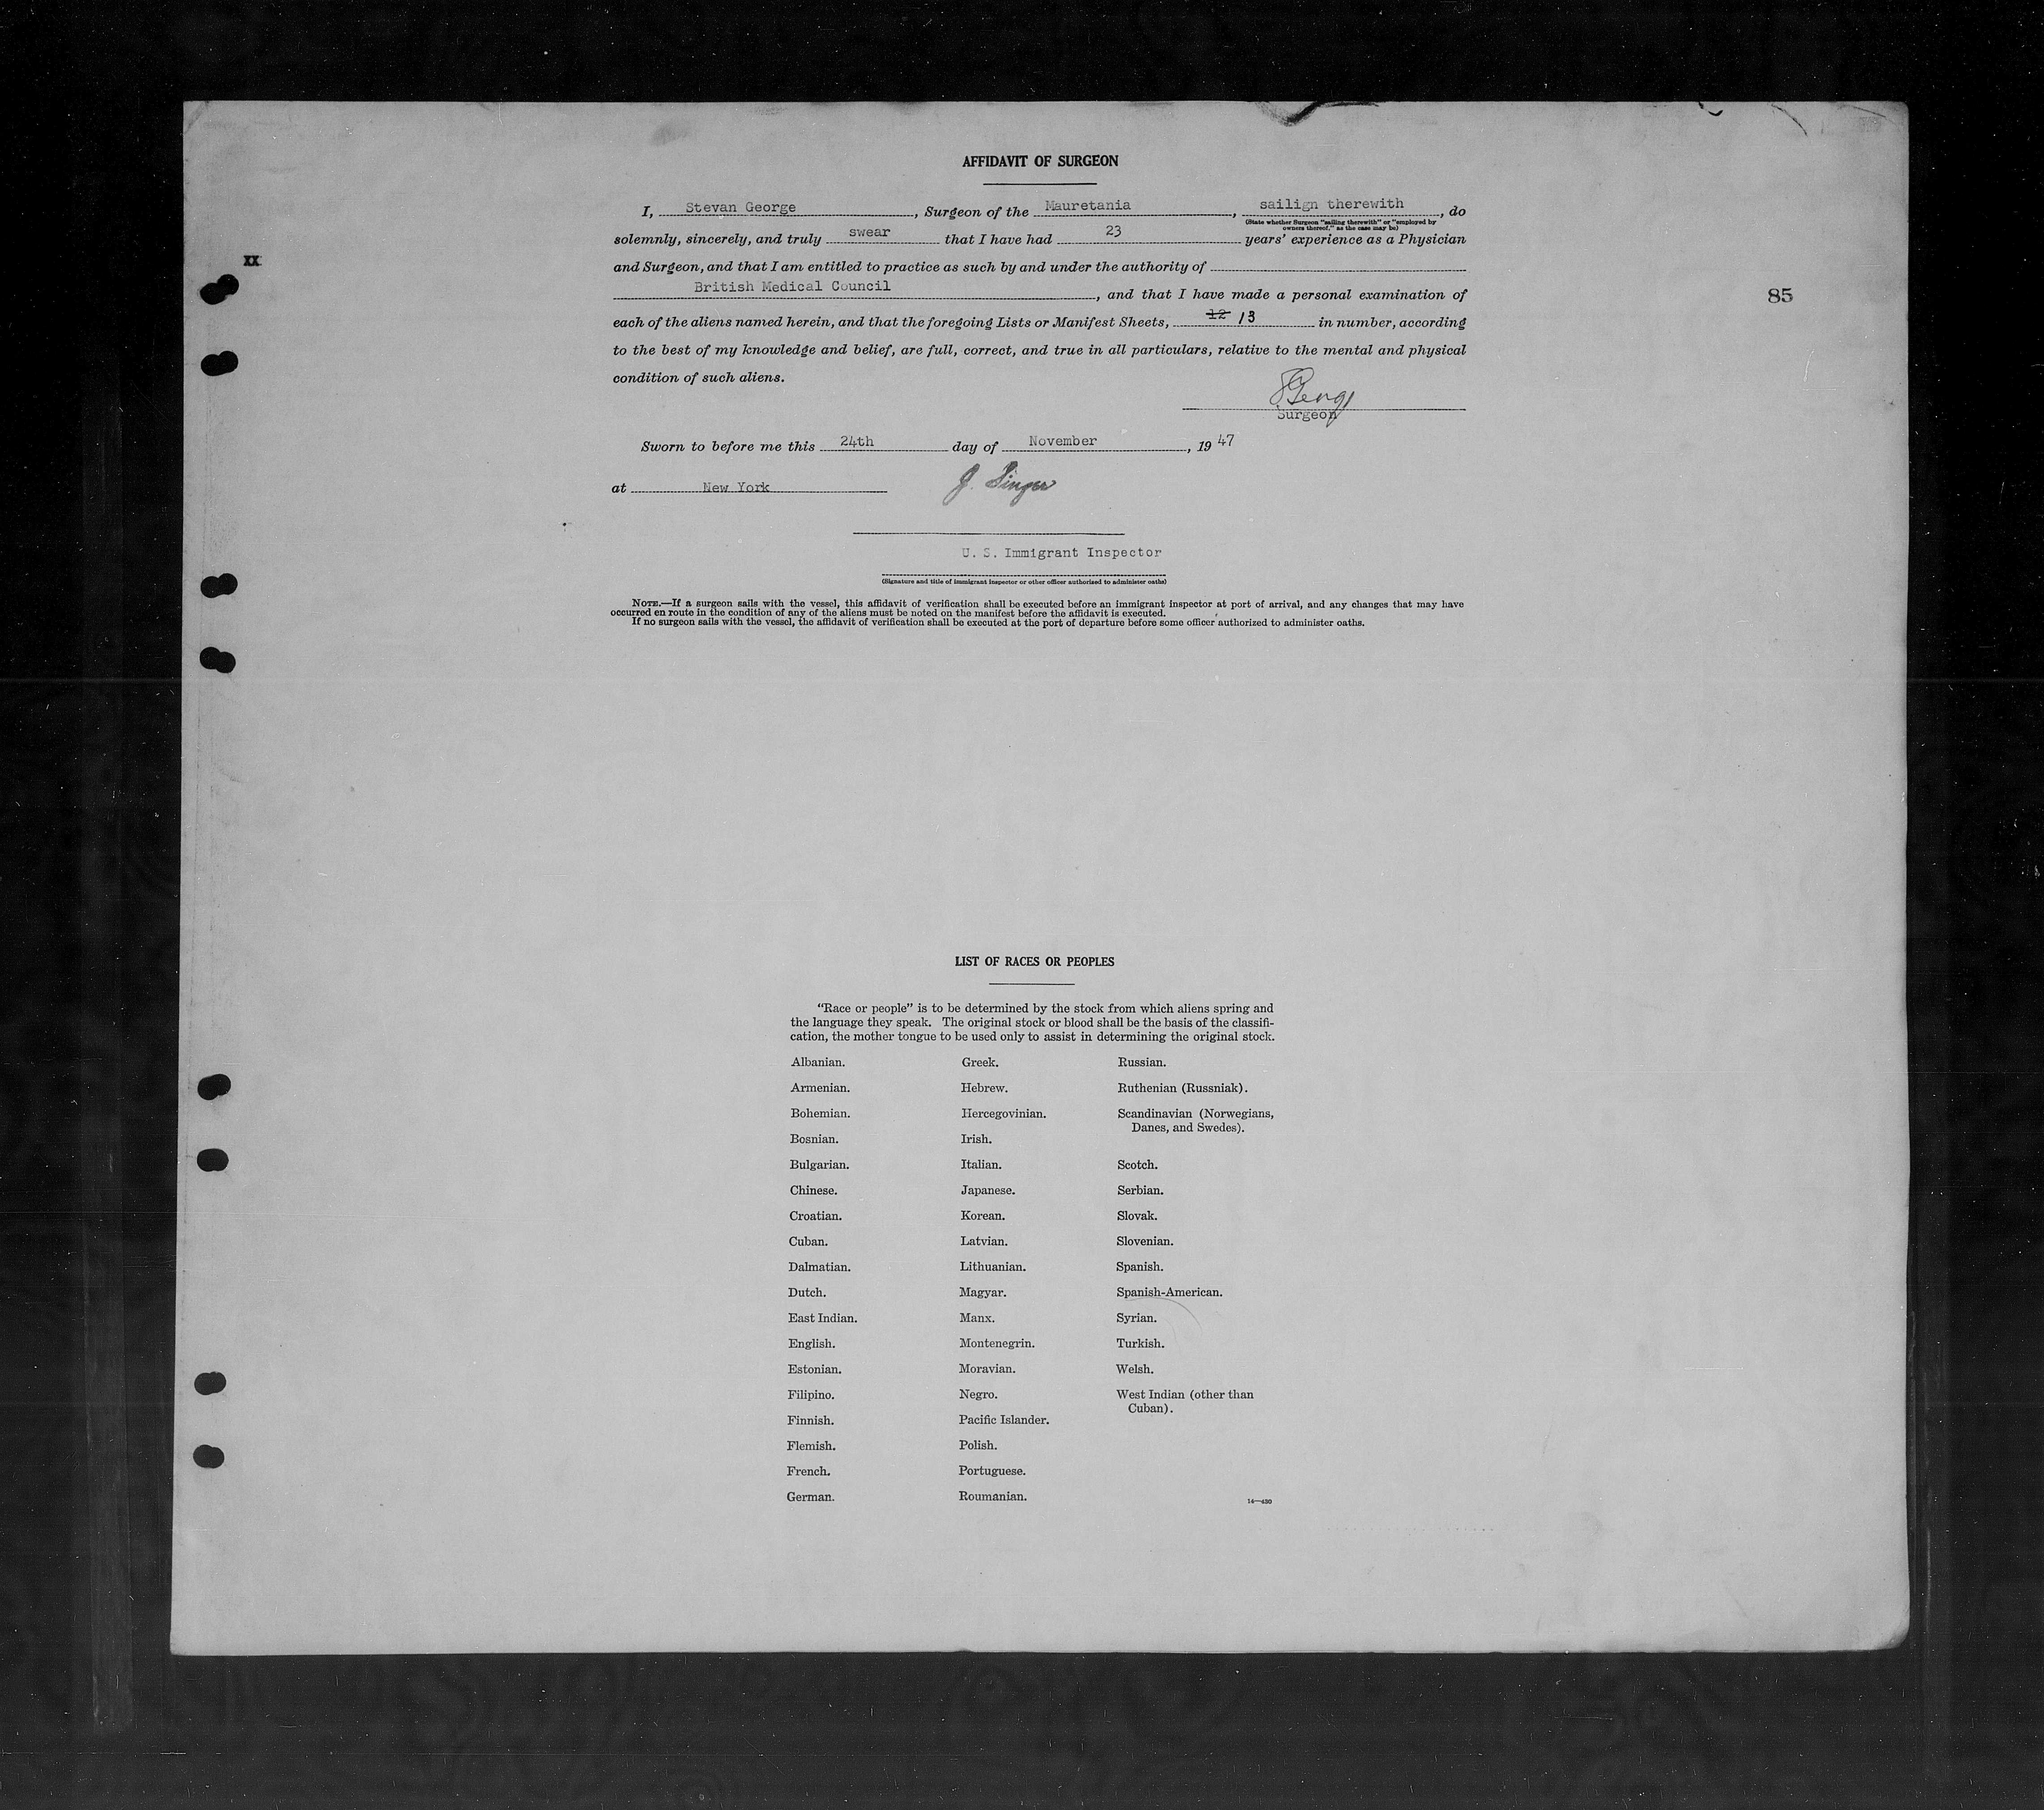 AFFIDAVIT OF SURGEON
I, Stevan George, Surgeon of the Mauretania, sailign therewith, do
(State whether Surgeon "sailing therewith" or "employed by
owners thereof," as the case may be)
solemnly, sincerely, and truly swear that I have had 23 years' experience as a Physician
XX
and Surgeon, and that I am entitled to practice as such by and under the authority of
British Medical Council, and that I have made a personal examination of
85
each of the aliens named herein, and that the foregoing Lists or Manifest Sheets, 12 13 in number, according
to the best of my knowledge and belief, are full, correct, and true in all particulars, relative to the mental and physical
condition of such aliens.
SGeorge
Surgeon
Sworn to before me this 24th day of November, 1947
at New York J. Singer
U. S. Immigrant Inspector
(Signature and title of immigrant inspector or other officer authorized to administer oaths)
NOTE.—If a surgeon sails with the vessel, this affidavit of verification shall be executed before an immigrant inspector at port of arrival, and any changes that may have
occurred en route in the condition of any of the aliens must be noted on the manifest before the affidavit is executed.
If no surgeon sails with the vessel, the affidavit of verification shall be executed at the port of departure before some officer authorized to administer oaths.
LIST OF RACES OR PEOPLES
"Race or people" is to be determined by the stock from which aliens spring and
the language they speak. The original stock or blood shall be the basis of the classifi-
cation, the mother tongue to be used only to assist in determining the original stock.
Albanian.
Armenian.
Bohemian.
Bosnian.
Bulgarian.
Chinese.
Croatian.
Cuban.
Dalmatian.
Dutch.
East Indian.
English.
Estonian.
Filipino.
Finnish.
Flemish.
French.
German.
Greek.
Hebrew.
Hercegovinian.
Irish.
Italian.
Japanese.
Korean.
Latvian.
Lithuanian.
Magyar.
Manx.
Montenegrin.
Moravian.
Negro.
Pacific Islander.
Polish.
Portuguese.
Roumanian.
Russian.
Ruthenian (Russniak).
Scandinavian (Norwegians,
Danes, and Swedes).
Scotch.
Serbian.
Slovak.
Slovenian.
Spanish.
Spanish-American.
Syrian.
Turkish.
Welsh.
West Indian (other than
Cuban).
14—430